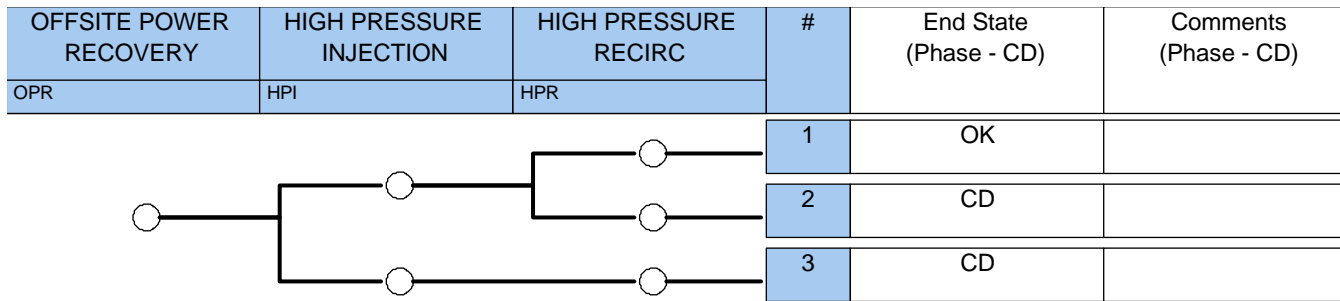 OFFSITE POWER
RECOVERY
HIGH PRESSURE
INJECTION
HIGH PRESSURE
RECIRC
#
End State
(Phase - CD)
Comments
(Phase - CD)
OPR
HPI
HPR
1
OK
2
CD
3
CD